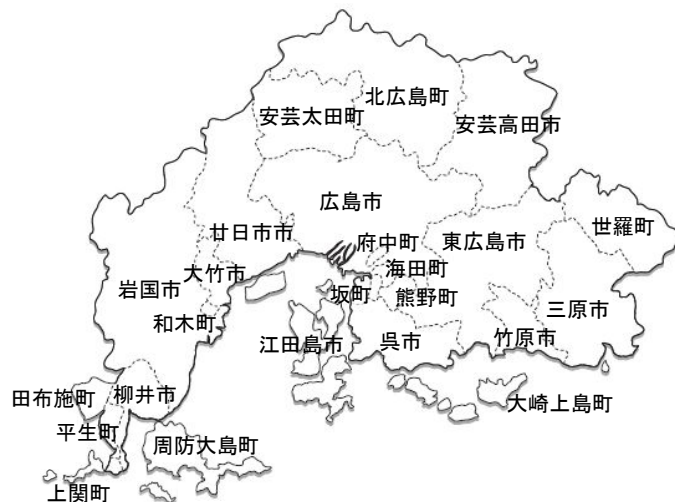 北広島町
安芸太田町
安芸高田市
広島市
世羅町
廿日市市
府中町
東広島市
海田町
大竹市
岩国市
坂町
熊野町
三原市
和木町
江田島市
呉市
竹原市
田布施町
柳井市
大崎上島町
平生町
周防大島町
上関町